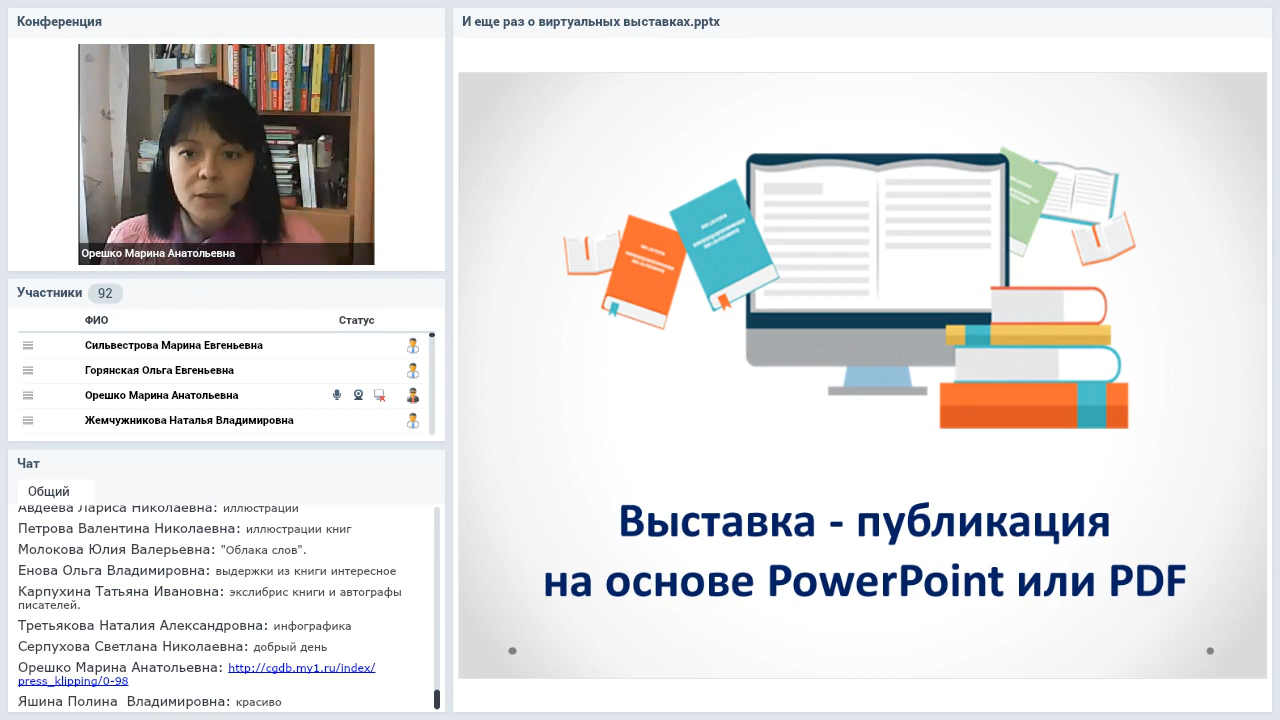 Конференция
Орешко Марина Анатольевна
Участники 92
ФИО Статус
Сильвестрова Марина Евгеньевна
Горянская Ольга Евгеньевна
Орешко Марина Анатольевна
Жемчужникова Наталья Владимировна
Чат
Общий
Авдеева Лариса Николаевна: иллюстрации
Петрова Валентина Николаевна: иллюстрации книг
Молокова Юлия Валерьевна: "Облака слов".
Енова Ольга Владимировна: выдержки из книги интересное
Карпухина Татьяна Ивановна: экслибрис книги и автографы
писателей.
Третьякова Наталия Александровна: инфографика
Серпухова Светлана Николаевна: добрый день
Орешко Марина Анатольевна: http://cgdb.my1.ru/index/
press_klipping/0-98
Яшина Полина Владимировна: красиво
И еще раз о виртуальных выставках.pptx
Выставка - публикация
на основе PowerPoint или PDF